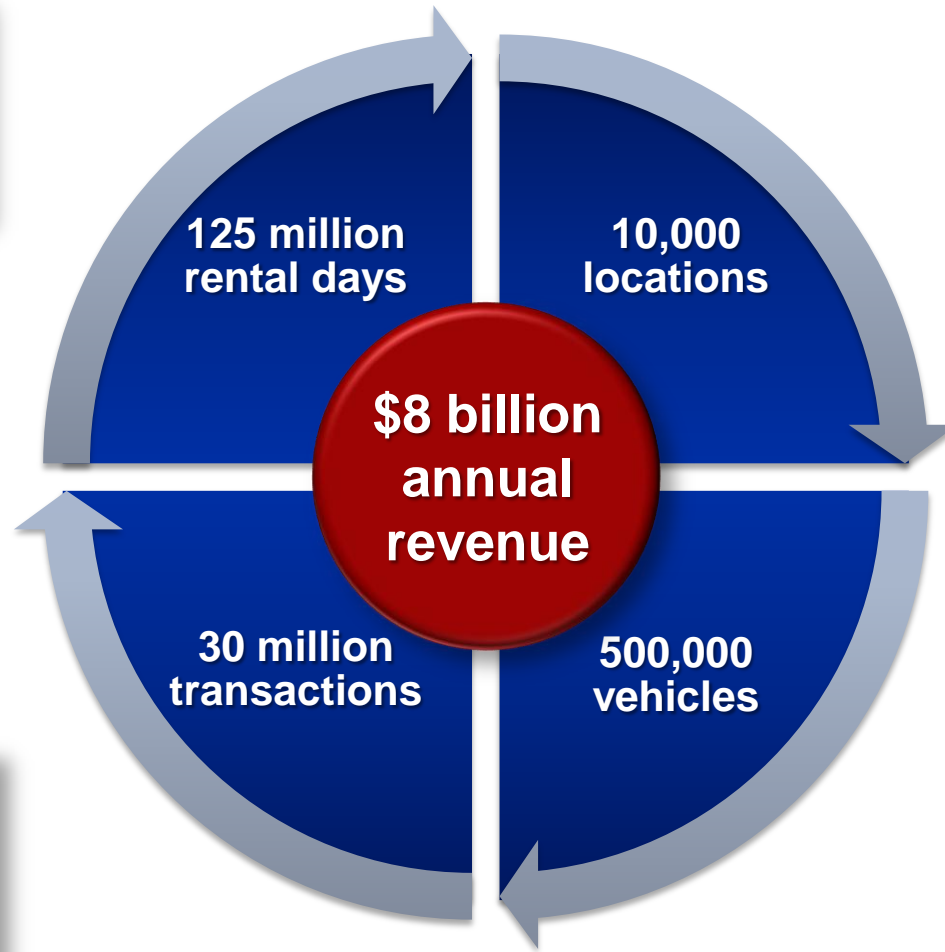 125 million
rental days
10,000
locations
$8 billion
annual
revenue
30 million
transactions
500,000
vehicles